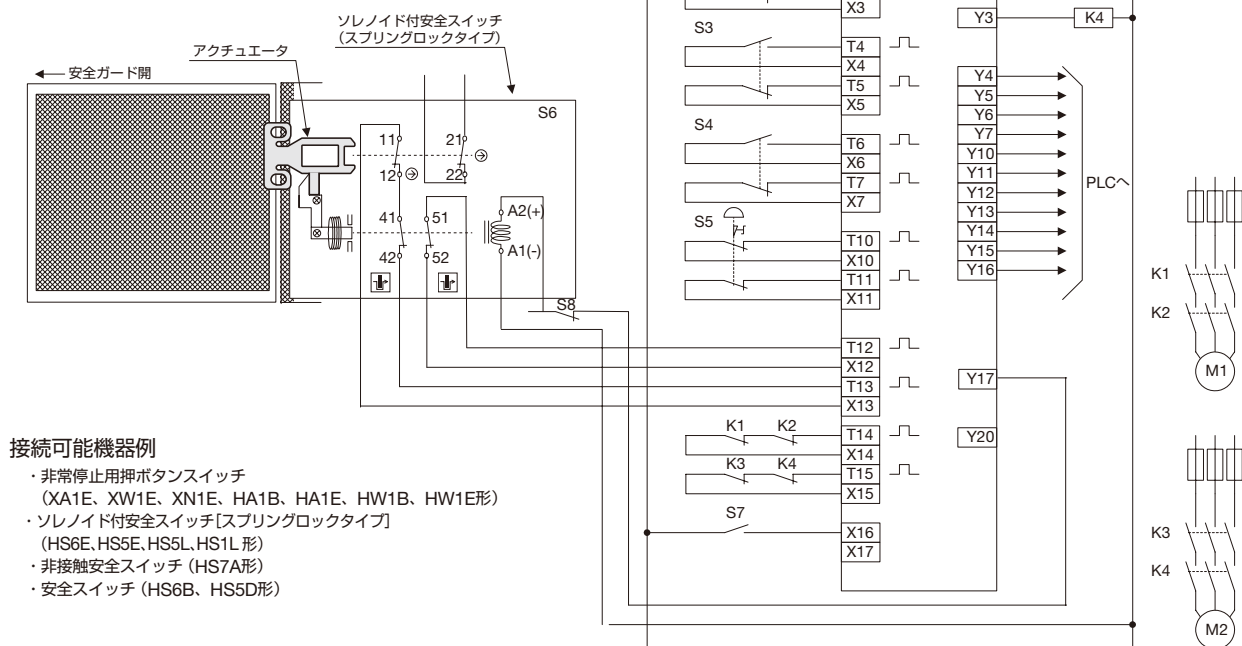 X3
Y3
K4
S3
T4
X4
T5
X5
Y4
Y5
Y6
Y7
Y10
Y11
Y12
Y13
Y14
Y15
Y16
PLCへ
S4
T6
X6
T7
X7
S5
T10
X10
T11
X11
ソレノイド付安全スイッチ
(スプリングロックタイプ)
アクチュエータ
安全ガード開
S6
11
12
21
22
41
42
51
52
A2(+)
A1(-)
S8
T12
X12
T13
X13
Y17
K1
K2
T14
X14
Y20
K3
K4
T15
X15
S7
X16
X17
K1
K2
M1
K3
K4
M2
接続可能機器例
・非常停止用押ボタンスイッチ
(XA1E、XW1E、XN1E、HA1B、HA1E、HW1B、HW1E形)
・ソレノイド付安全スイッチ[スプリングロックタイプ]
(HS6E、HS5E、HS5L、HS1L形)
・非接触安全スイッチ(HS7A形)
・安全スイッチ(HS6B、HS5D形)